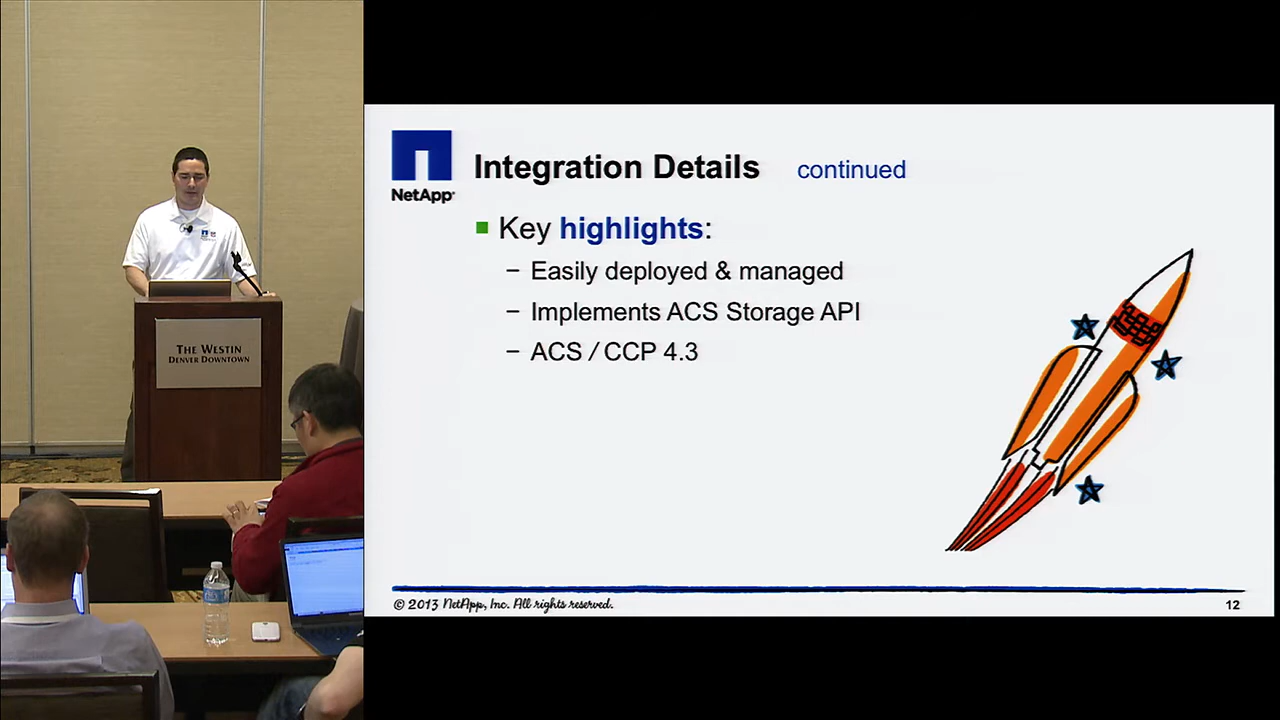 THE WESTIN
DENVER DOWNTOWN
NetApp
Integration Details continued
Key highlights:
– Easily deployed & managed
– Implements ACS Storage API
– ACS / CCP 4.3
© 2013 NetApp, Inc. All rights reserved.
12